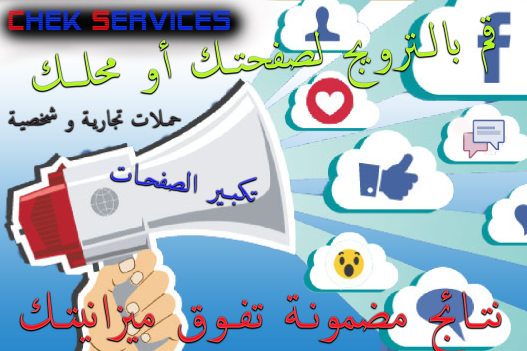 CHEK SERVICES
قم بالترويج لصفحتك أو محلك
حملات تجارية و شخصية
تكبير الصفحات
نتائج مضمونة تفوق ميزانيتك